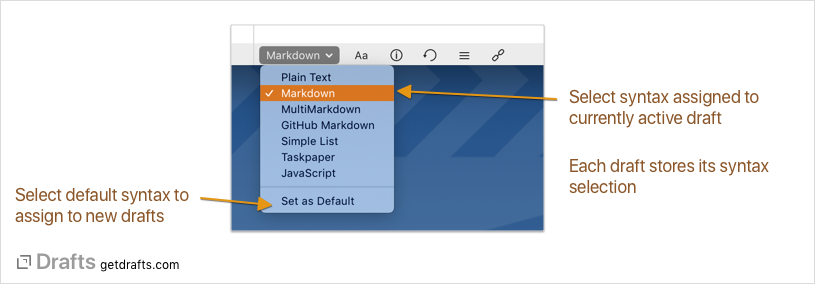 Markdown
Aa
Plain Text
Markdown
MultiMarkdown
GitHub Markdown
Simple List
Taskpaper
JavaScript
Set as Default
Select syntax assigned to
currently active draft
Each draft stores its syntax
selection
Select default syntax to
assign to new drafts
Drafts getdrafts.com